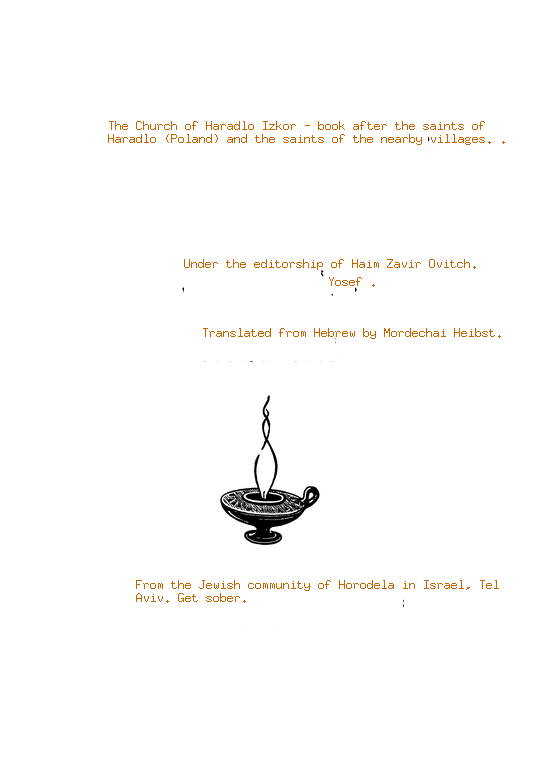 The Church of Haradlo Izkor - book after the saints of
Haradlo (Poland) and the saints of the nearby villages. .
Under the editorship of Haim Zavir Ovitch.
Yosef .
Translated from Hebrew by Mordechai Heibst.
From the Jewish community of Horodela in Israel, Tel
Aviv. Get sober.